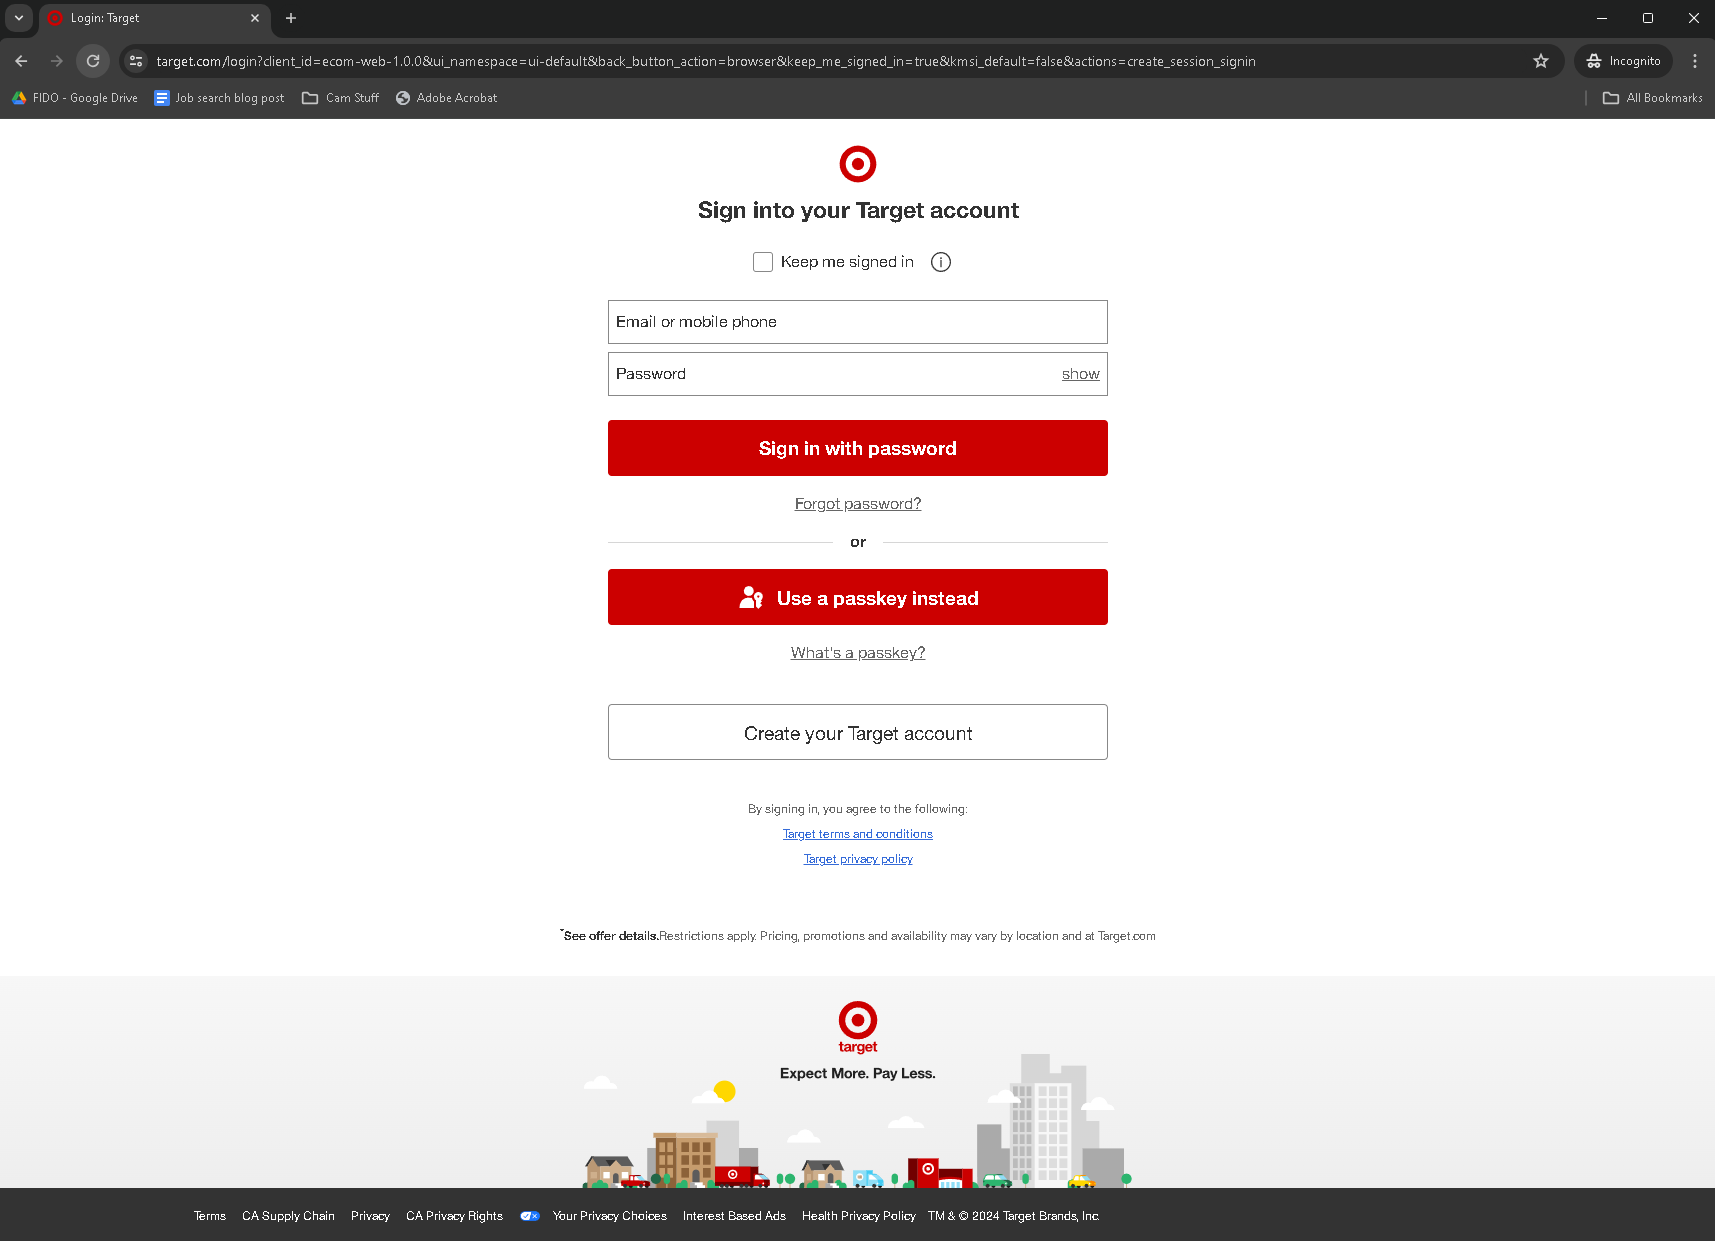 Login: Target
target.com/login?client_id=ecom-web-1.0.0&ui_namespace=ui-default&back_button_action=browser&keep_me_signed_in=true&kmsi_default=false&actions=create_session_signin
Incognito
FIDO - Google Drive
Job search blog post
Cam Stuff
Adobe Acrobat
All Bookmarks
Sign into your Target account
Keep me signed in
Email or mobile phone
Password show
Sign in with password
Forgot password?
or
Use a passkey instead
What's a passkey?
Create your Target account
By signing in, you agree to the following:
Target terms and conditions
Target privacy policy
*See offer details.Restrictions apply. Pricing, promotions and availability may vary by location and at Target.com
target
Expect More. Pay Less.
Terms CA Supply Chain Privacy CA Privacy Rights Your Privacy Choices Interest Based Ads Health Privacy Policy TM & © 2024 Target Brands, Inc.